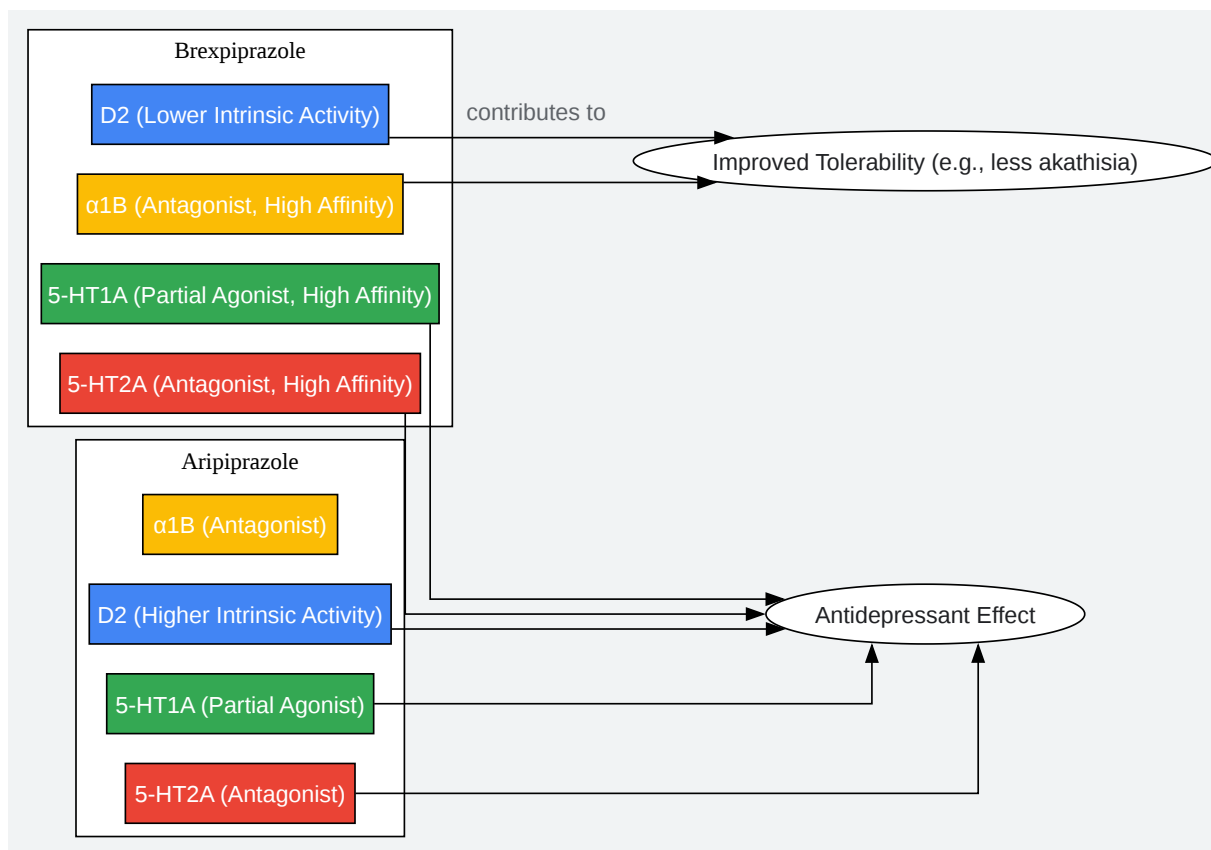 Brexpiprazole
D2 (Lower Intrinsic Activity)
contributes to
Improved Tolerability (e.g., less akathisia)
α1B (Antagonist, High Affinity)
5-HT1A (Partial Agonist, High Affinity)
5-HT2A (Antagonist, High Affinity)
Aripiprazole
α1B (Antagonist)
D2 (Higher Intrinsic Activity)
Antidepressant Effect
5-HT1A (Partial Agonist)
5-HT2A (Antagonist)